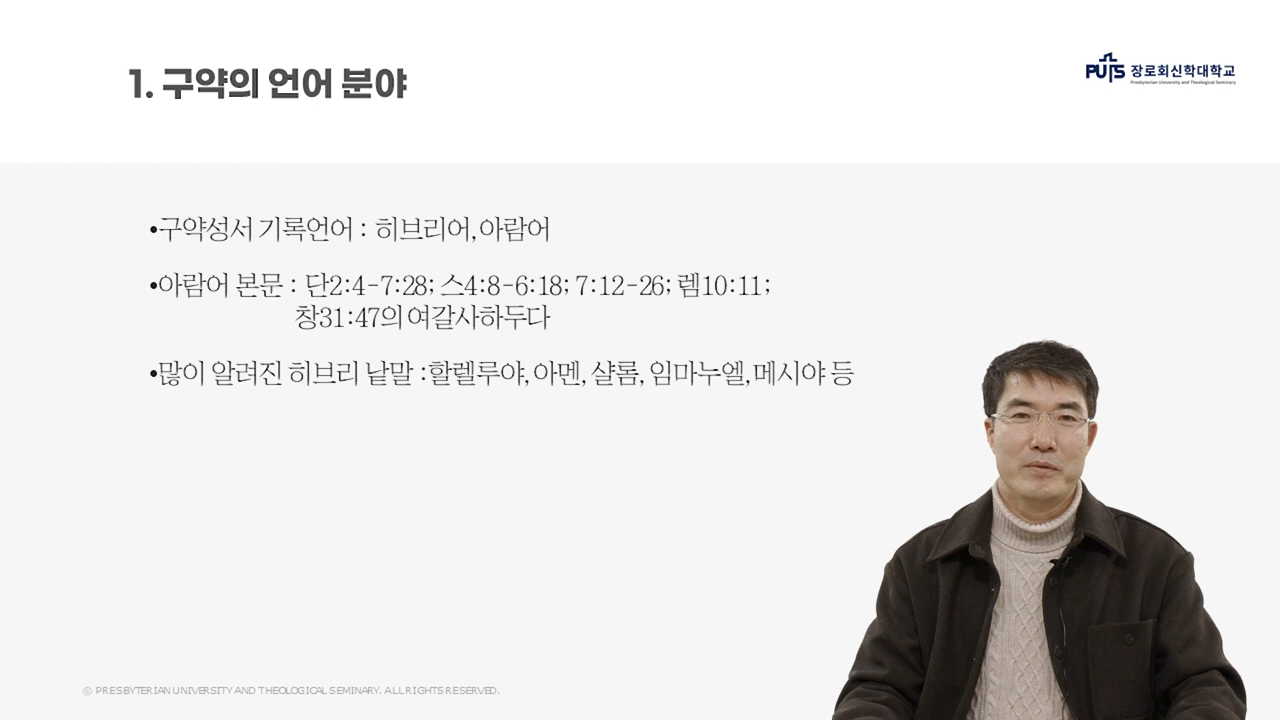 1. 구약의 언어 분야
PUTS 장로회신학대학교
Presbyterian University and Theological Seminary
•구약성서 기록언어 : 히브리어, 아람어
•아람어 본문 : 단2:4-7:28; 스4:8-6:18; 7:12-26; 렘10:11;
창31:47의 여갈사하두다
•많이 알려진 히브리 낱말 :할렐루야, 아멘, 샬롬, 임마누엘, 메시야 등
© PRESBYTERIAN UNIVERSITY AND THEOLOGICAL SEMINARY. ALL RIGHTS RESERVED.